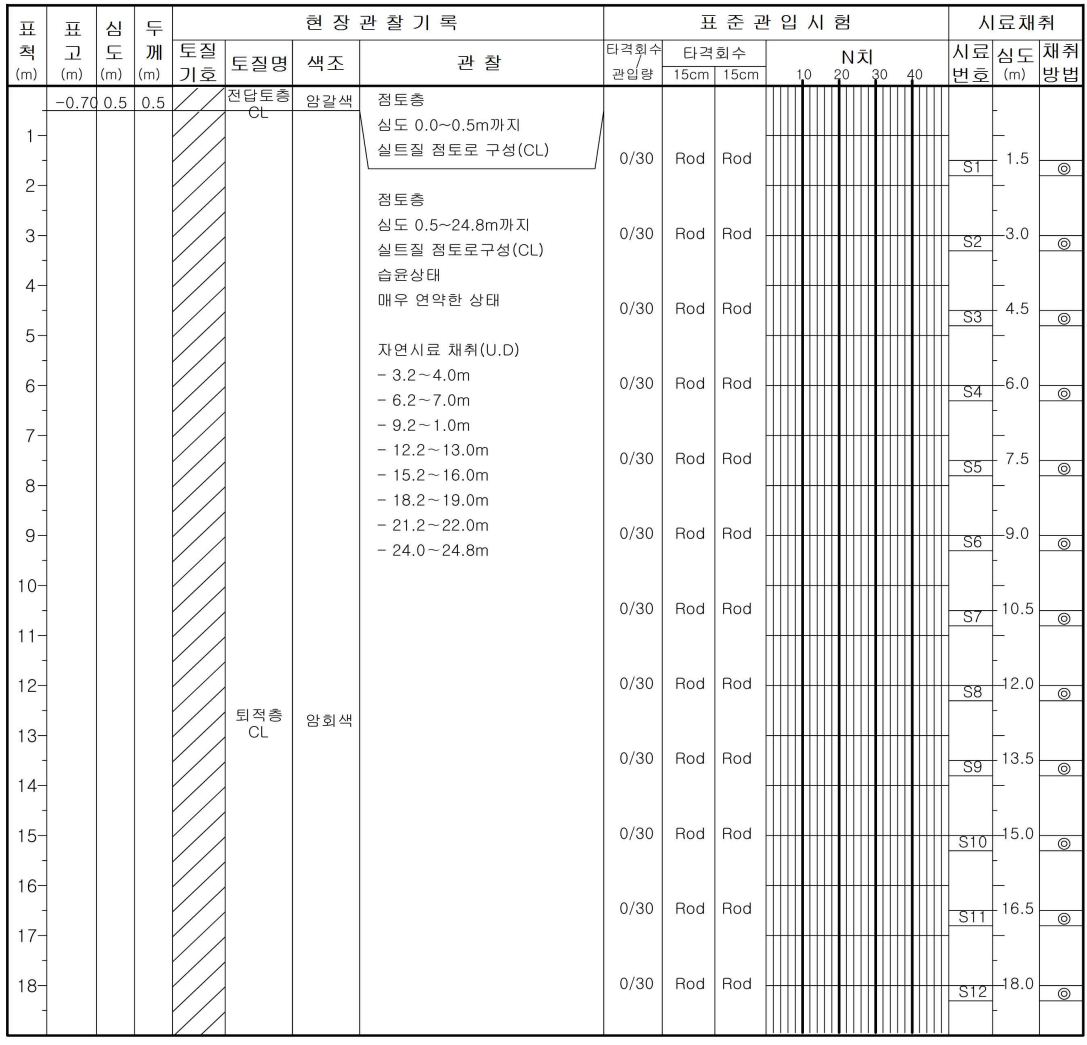 표척 (m) 표고 (m) 심도 (m) 두께 (m) 현장관찰기록 표준관입시험 시료채취
토질기호 토질명 색조 관찰 타격회수/관입량 타격회수 N치 시료번호 심도 (m) 채취방법
15cm 15cm 10 20 30 40
-0.70 0.5 0.5 전답토층 CL 암갈색 점토층
심도 0.0~0.5m까지
1
실트질 점토로 구성(CL)
0/30 Rod Rod S1 1.5 ◎
2
점토층
심도 0.5~24.8m까지
3 0/30 Rod Rod S2 3.0 ◎
실트질 점토로구성(CL)
습윤상태
4
매우 연약한 상태
0/30 Rod Rod S3 4.5 ◎
5
자연시료 채취(U.D)
- 3.2~4.0m
6 0/30 Rod Rod S4 6.0 ◎
- 6.2~7.0m
- 9.2~1.0m
7
- 12.2~13.0m
0/30 Rod Rod S5 7.5 ◎
- 15.2~16.0m
8
- 18.2~19.0m
- 21.2~22.0m
9 0/30 Rod Rod S6 9.0 ◎
- 24.0~24.8m
10
0/30 Rod Rod S7 10.5 ◎
11
12 0/30 Rod Rod S8 12.0 ◎
퇴적층 CL 암회색
13
0/30 Rod Rod S9 13.5 ◎
14
15 0/30 Rod Rod S10 15.0 ◎
16
0/30 Rod Rod S11 16.5 ◎
17
18 0/30 Rod Rod S12 18.0 ◎